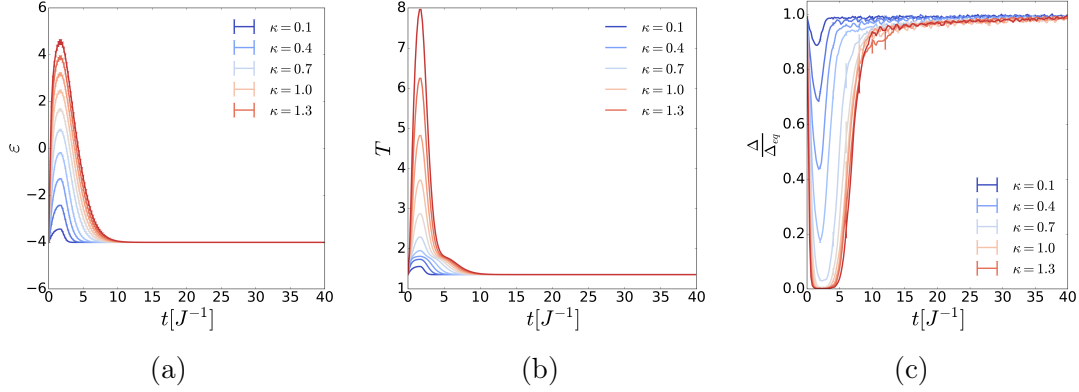 6
4
2
0
−2
−4
−6
ε
0 5 10 15 20 25 30 35 40
t[J⁻¹]
κ = 0.1
κ = 0.4
κ = 0.7
κ = 1.0
κ = 1.3
(a)
8
7
6
5
4
3
2
1
T
0 5 10 15 20 25 30 35 40
t[J⁻¹]
κ = 0.1
κ = 0.4
κ = 0.7
κ = 1.0
κ = 1.3
(b)
1.0
0.8
0.6
0.4
0.2
0.0
Δ/Δeq
κ = 0.1
κ = 0.4
κ = 0.7
κ = 1.0
κ = 1.3
0 5 10 15 20 25 30 35 40
t[J⁻¹]
(c)